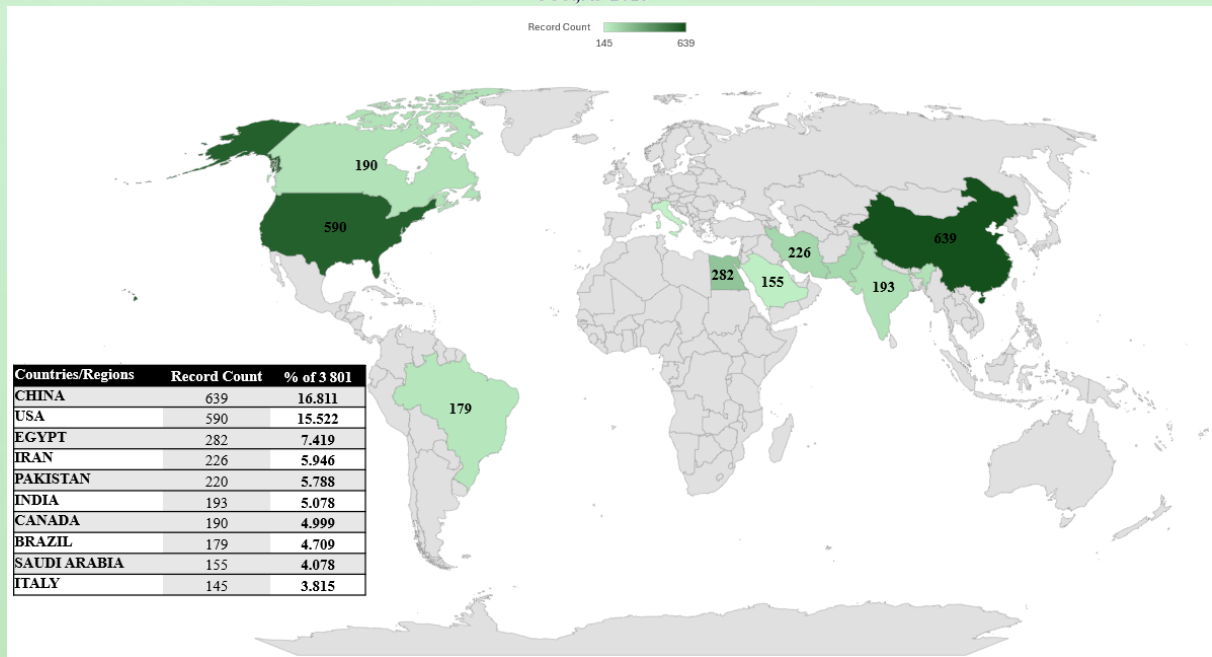 Record Count
145 639
190
590
639
226
282
155
193
179
Countries/Regions Record Count % of 3 801
CHINA 639 16.811
USA 590 15.522
EGYPT 282 7.419
IRAN 226 5.946
PAKISTAN 220 5.788
INDIA 193 5.078
CANADA 190 4.999
BRAZIL 179 4.709
SAUDI ARABIA 155 4.078
ITALY 145 3.815